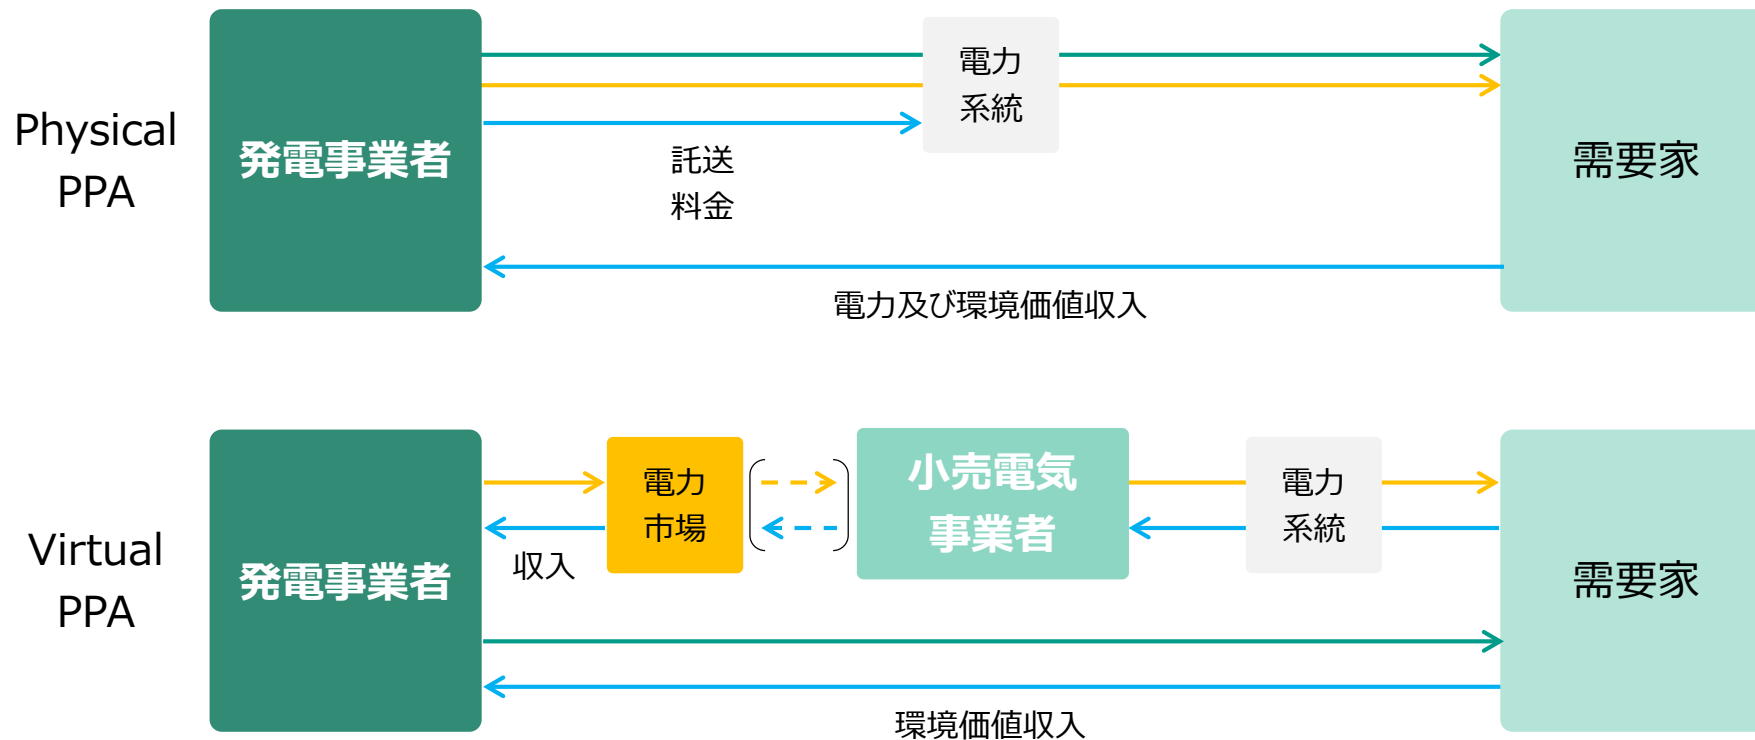 Physical
PPA
発電事業者
電力
系統
託送
料金
需要家
電力及び環境価値収入
Virtual
PPA
発電事業者
電力
市場
収入
小売電気
事業者
電力
系統
需要家
環境価値収入